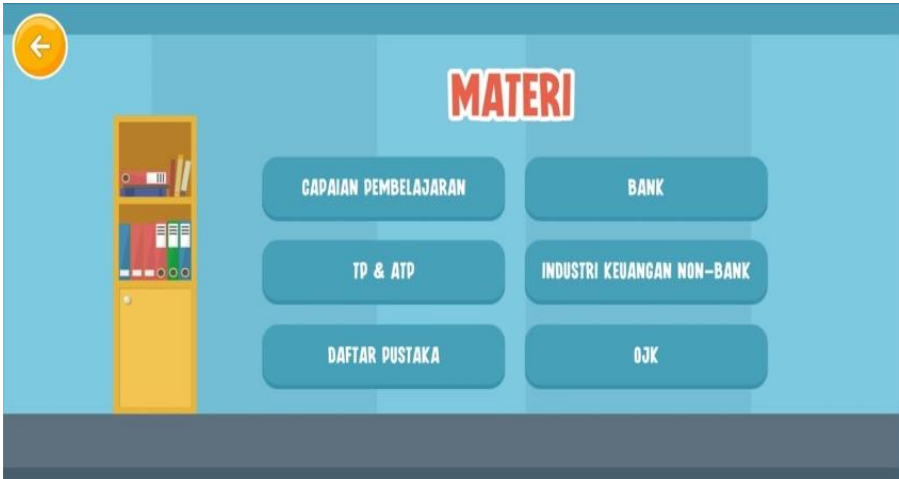 MATERI
CAPAIAN PEMBELAJARAN
BANK
TP & ATP
INDUSTRI KEUANGAN NON-BANK
DAFTAR PUSTAKA
OJK